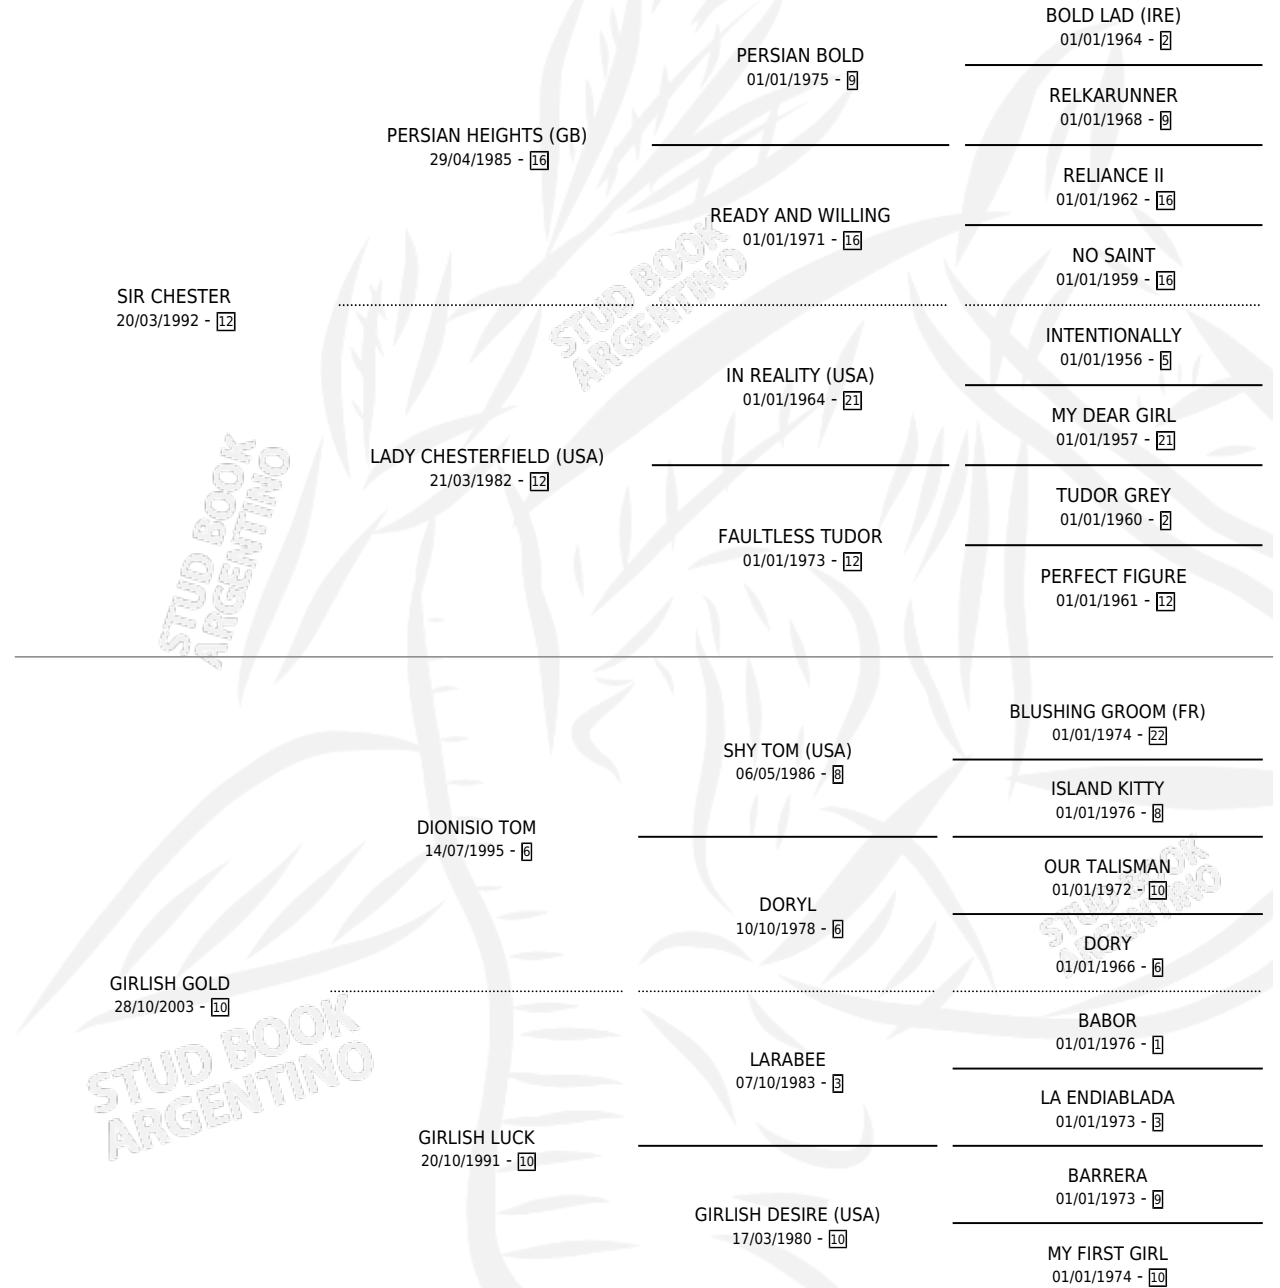 BOLD LAD (IRE)
01/01/1964 - 2
PERSIAN BOLD
01/01/1975 - 9
RELKARUNNER
01/01/1968 - 9
PERSIAN HEIGHTS (GB)
29/04/1985 - 16
RELIANCE II
01/01/1962 - 16
READY AND WILLING
01/01/1971 - 16
NO SAINT
01/01/1959 - 16
SIR CHESTER
20/03/1992 - 12
INTENTIONALLY
01/01/1956 - 5
IN REALITY (USA)
01/01/1964 - 21
MY DEAR GIRL
01/01/1957 - 21
LADY CHESTERFIELD (USA)
21/03/1982 - 12
TUDOR GREY
01/01/1960 - 2
FAULTLESS TUDOR
01/01/1973 - 12
PERFECT FIGURE
01/01/1961 - 12
STUD BOOK
ARGENTINO
STUD BOOK
ARGENTINO
BLUSHING GROOM (FR)
01/01/1974 - 22
SHY TOM (USA)
06/05/1986 - 8
ISLAND KITTY
01/01/1976 - 8
DIONISIO TOM
14/07/1995 - 6
OUR TALISMAN
01/01/1972 - 10
DORYL
10/10/1978 - 6
DORY
01/01/1966 - 6
STUD BOOK
ARGENTINO
GIRLISH GOLD
28/10/2003 - 10
BABOR
01/01/1976 - 1
LARABEE
07/10/1983 - 3
LA ENDIABLADA
01/01/1973 - 3
STUD BOOK
ARGENTINO
GIRLISH LUCK
20/10/1991 - 10
BARRERA
01/01/1973 - 9
GIRLISH DESIRE (USA)
17/03/1980 - 10
MY FIRST GIRL
01/01/1974 - 10